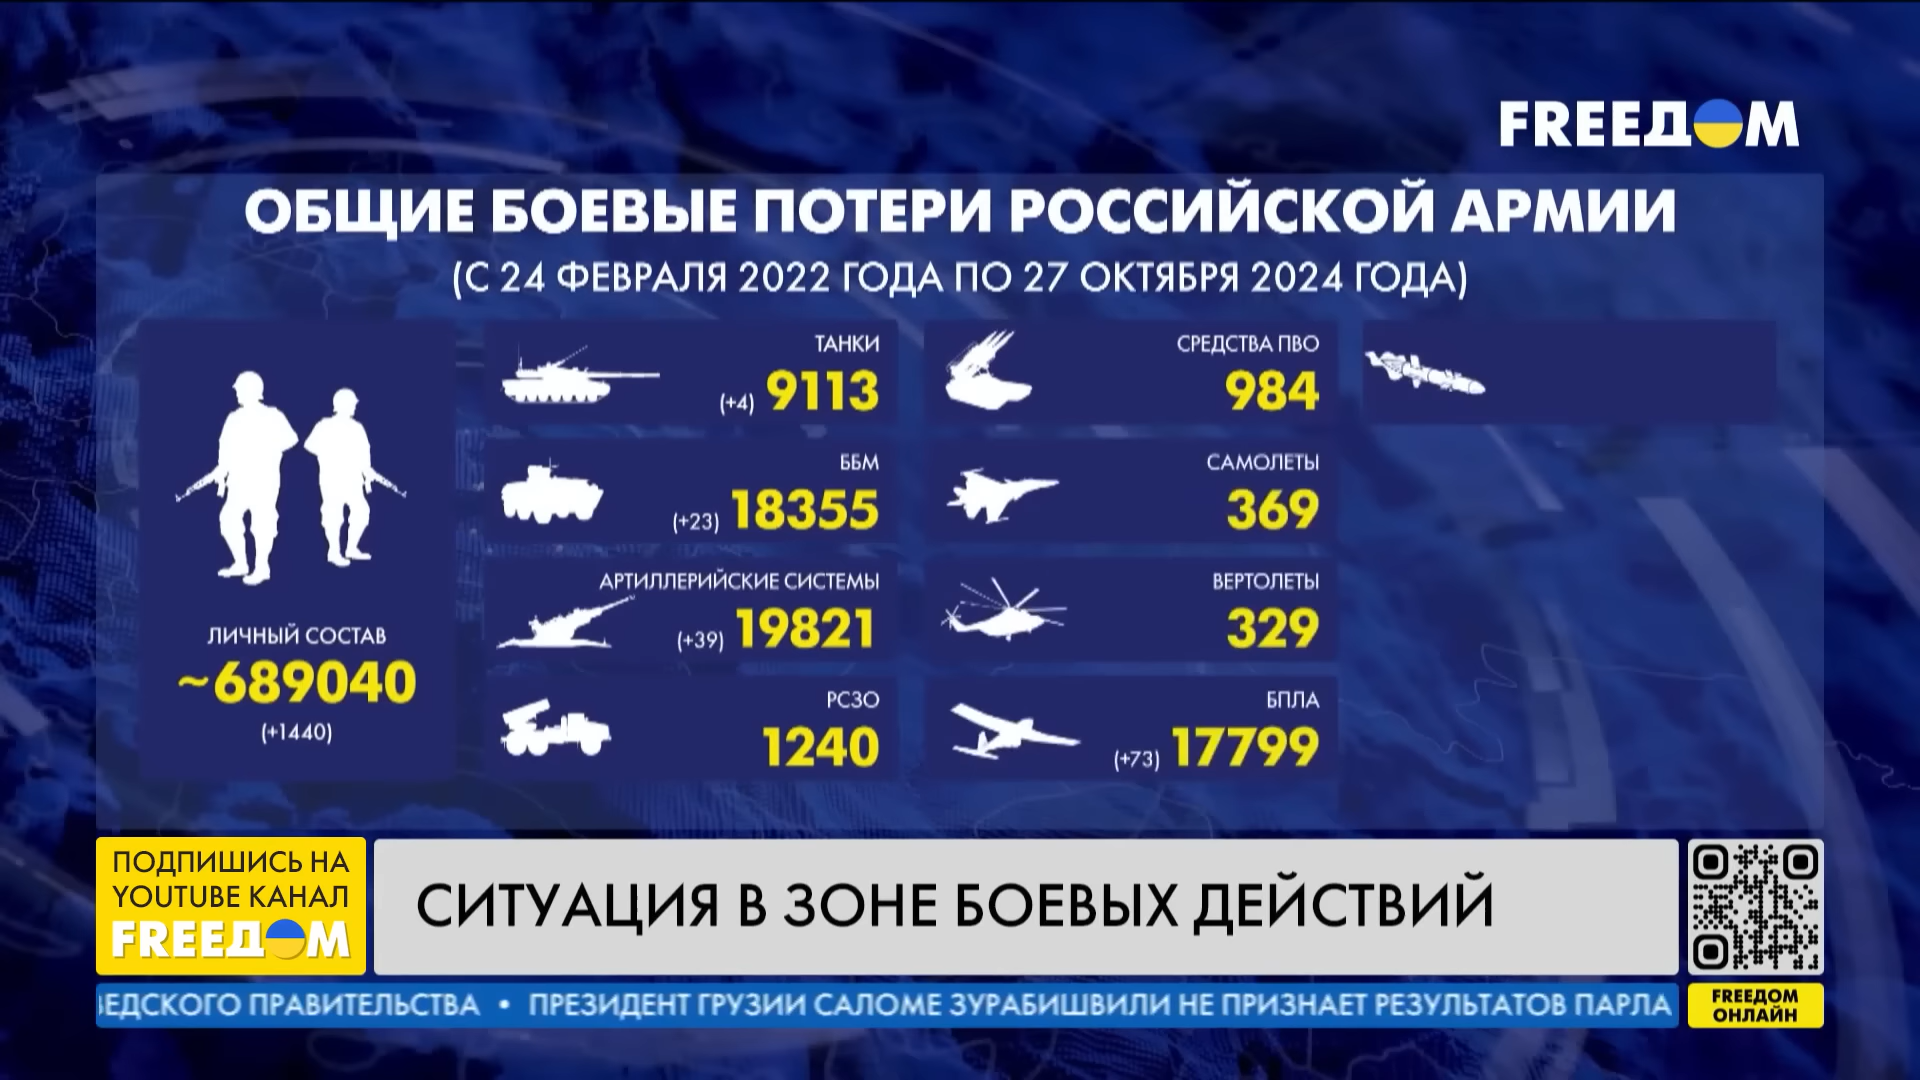 FREEДOM
ОБЩИЕ БОЕВЫЕ ПОТЕРИ РОССИЙСКОЙ АРМИИ
(С 24 ФЕВРАЛЯ 2022 ГОДА ПО 27 ОКТЯБРЯ 2024 ГОДА)
ЛИЧНЫЙ СОСТАВ
~689040
(+1440)
ТАНКИ
(+4) 9113
ББМ
(+23) 18355
АРТИЛЛЕРИЙСКИЕ СИСТЕМЫ
(+39) 19821
РСЗО
1240
СРЕДСТВА ПВО
984
САМОЛЕТЫ
369
ВЕРТОЛЕТЫ
329
БПЛА
(+73) 17799
ПОДПИШИСЬ НА
YOUTUBE КАНАЛ
FREEДOM
СИТУАЦИЯ В ЗОНЕ БОЕВЫХ ДЕЙСТВИЙ
ВЕДСКОГО ПРАВИТЕЛЬСТВА • ПРЕЗИДЕНТ ГРУЗИИ САЛОМЕ ЗУРАБИШВИЛИ НЕ ПРИЗНАЕТ РЕЗУЛЬТАТОВ ПАРЛА
FREEДOM
ОНЛАЙН